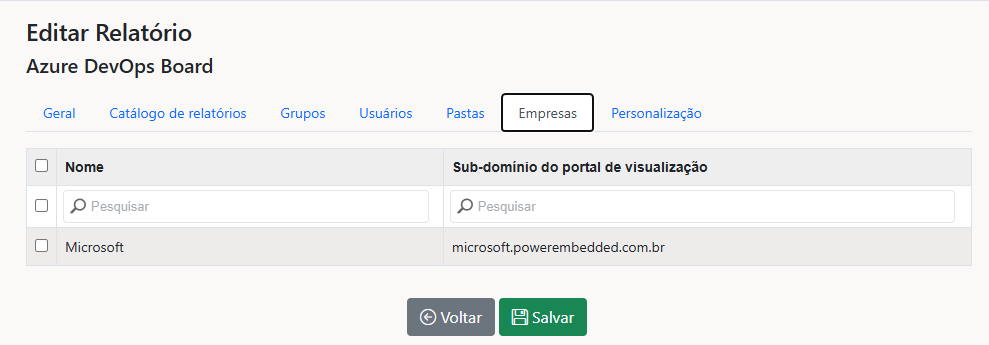 Editar Relatório
Azure DevOps Board
Geral Catálogo de relatórios Grupos Usuários Pastas Empresas Personalização
Nome Sub-domínio do portal de visualização
Pesquisar Pesquisar
Microsoft microsoft.powerembedded.com.br
Voltar Salvar